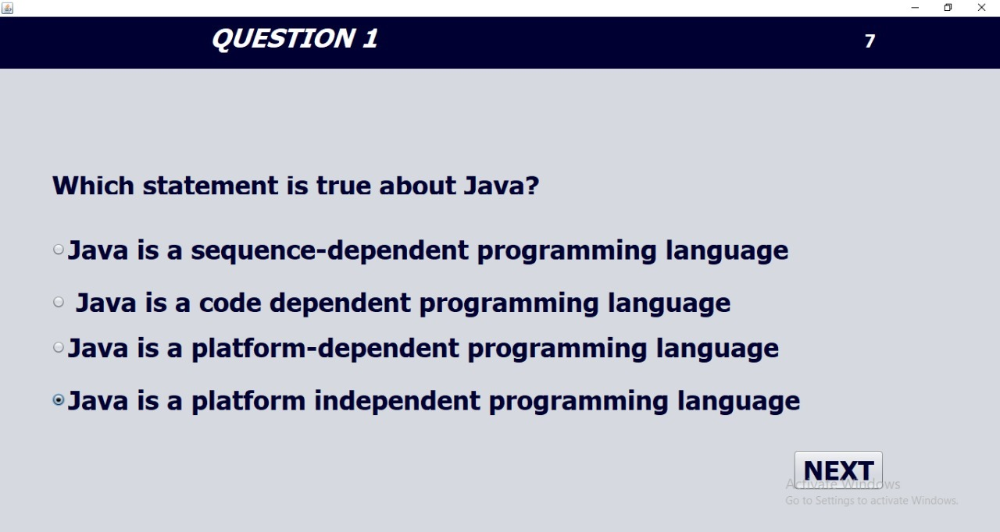 QUESTION 1
7
Which statement is true about Java?
Java is a sequence-dependent programming language
Java is a code dependent programming language
Java is a platform-dependent programming language
Java is a platform independent programming language
NEXT
Activate Windows
Go to Settings to activate Windows.